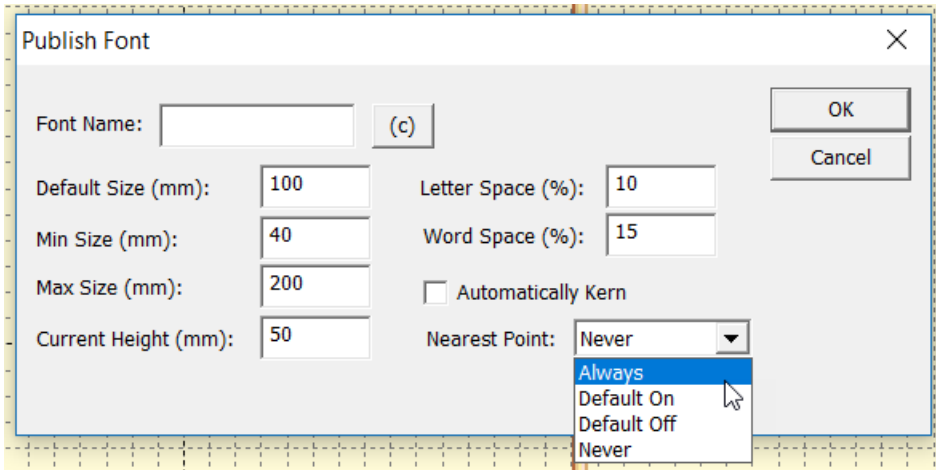 Publish Font
Font Name: (c) OK
Cancel
Default Size (mm): 100 Letter Space (%): 10
Min Size (mm): 40 Word Space (%): 15
Max Size (mm): 200 Automatically Kern
Current Height (mm): 50 Nearest Point: Never
Always
Default On
Default Off
Never